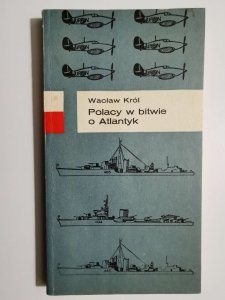 Wacław Król
Polacy w bitwie
o Atlantyk